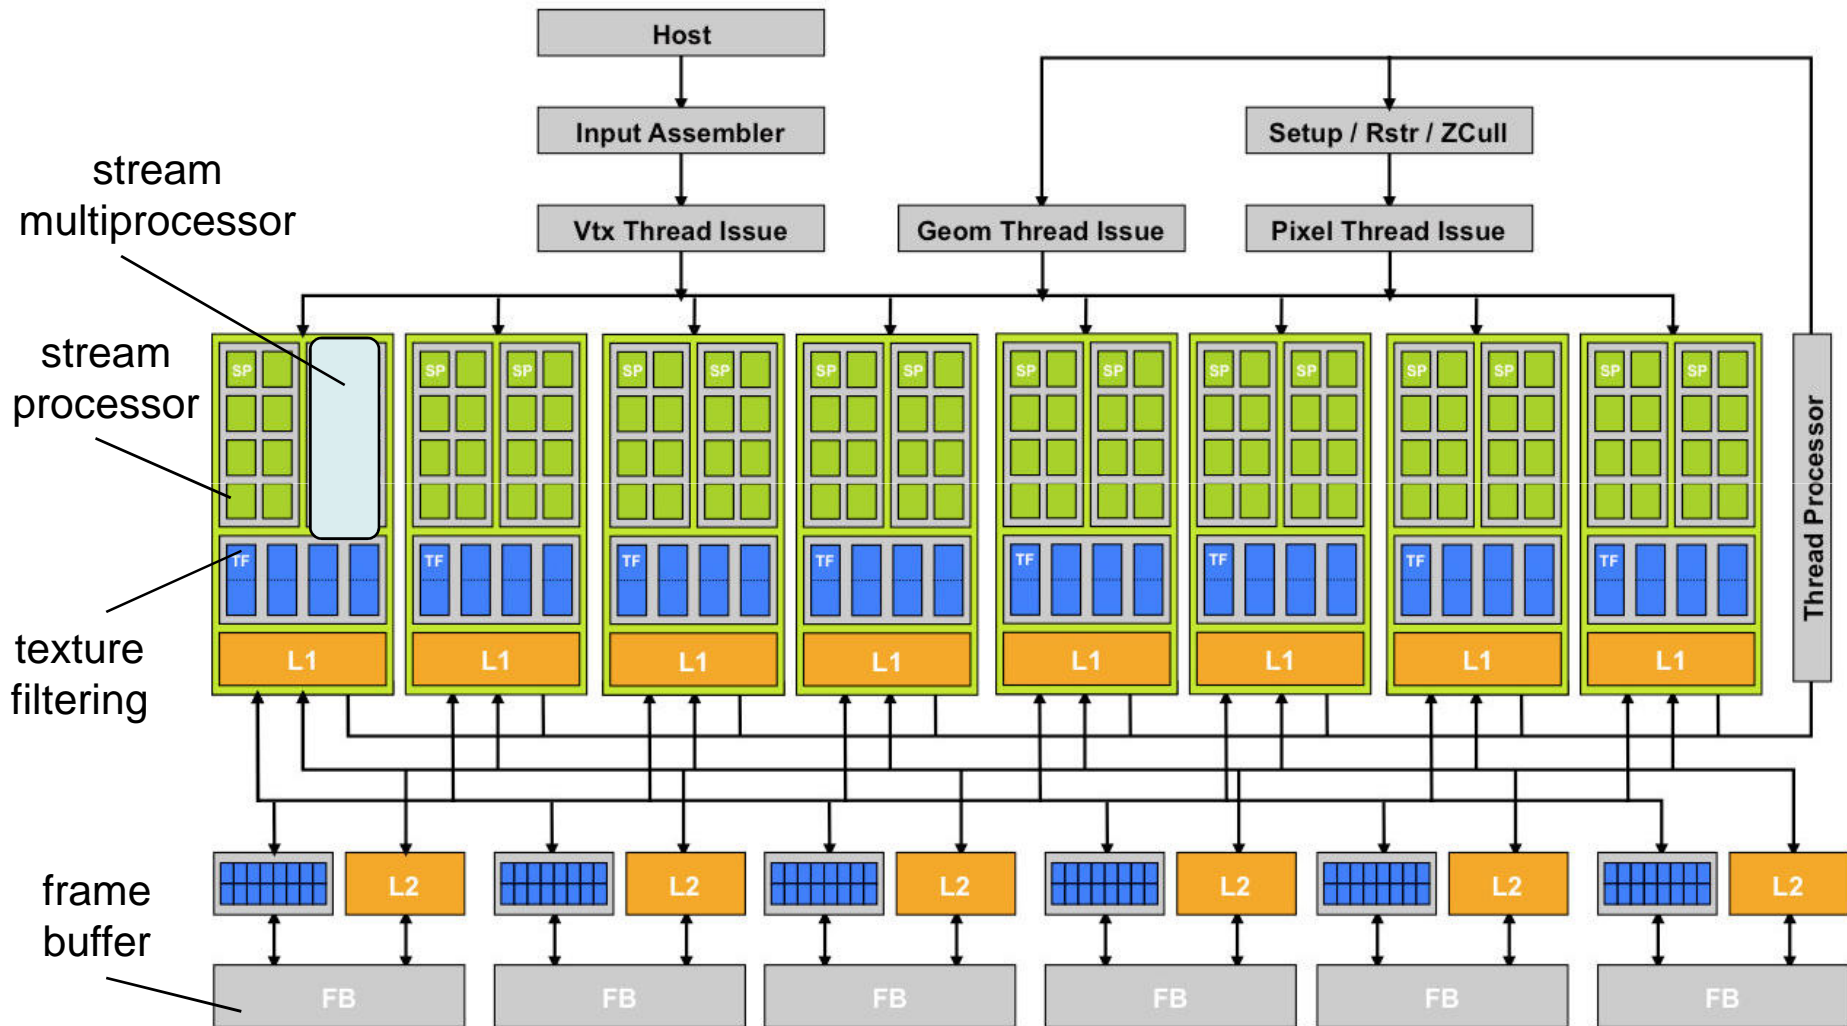 Host
Input Assembler
Setup / Rstr / ZCull
stream
multiprocessor
Vtx Thread Issue
Geom Thread Issue
Pixel Thread Issue
stream
processor
SP
SP SP
SP SP
SP SP
SP SP
SP SP
SP SP
SP SP
Thread Processor
TF
TF
TF
TF
TF
TF
TF
TF
texture
filtering
L1
L1
L1
L1
L1
L1
L1
L1
frame
buffer
L2
L2
L2
L2
L2
L2
FB
FB
FB
FB
FB
FB